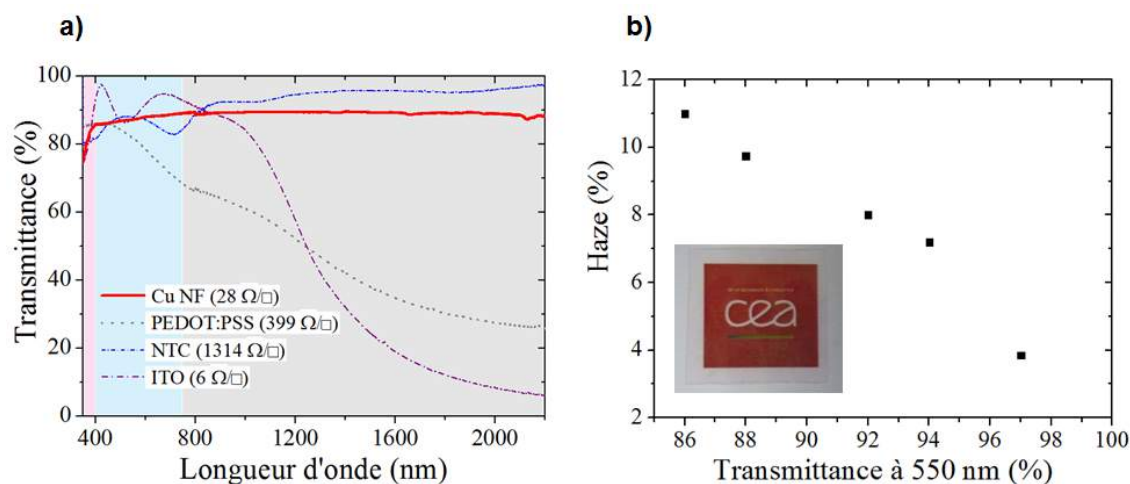 a)
b)
Transmittance (%)
100
80
60
40
20
0
Cu NF (28 Ω/□)
PEDOT:PSS (399 Ω/□)
NTC (1314 Ω/□)
ITO (6 Ω/□)
400 800 1200 1600 2000
Longueur d'onde (nm)
Haze (%)
12
10
8
6
4
2
cea
86 88 90 92 94 96 98 100
Transmittance à 550 nm (%)